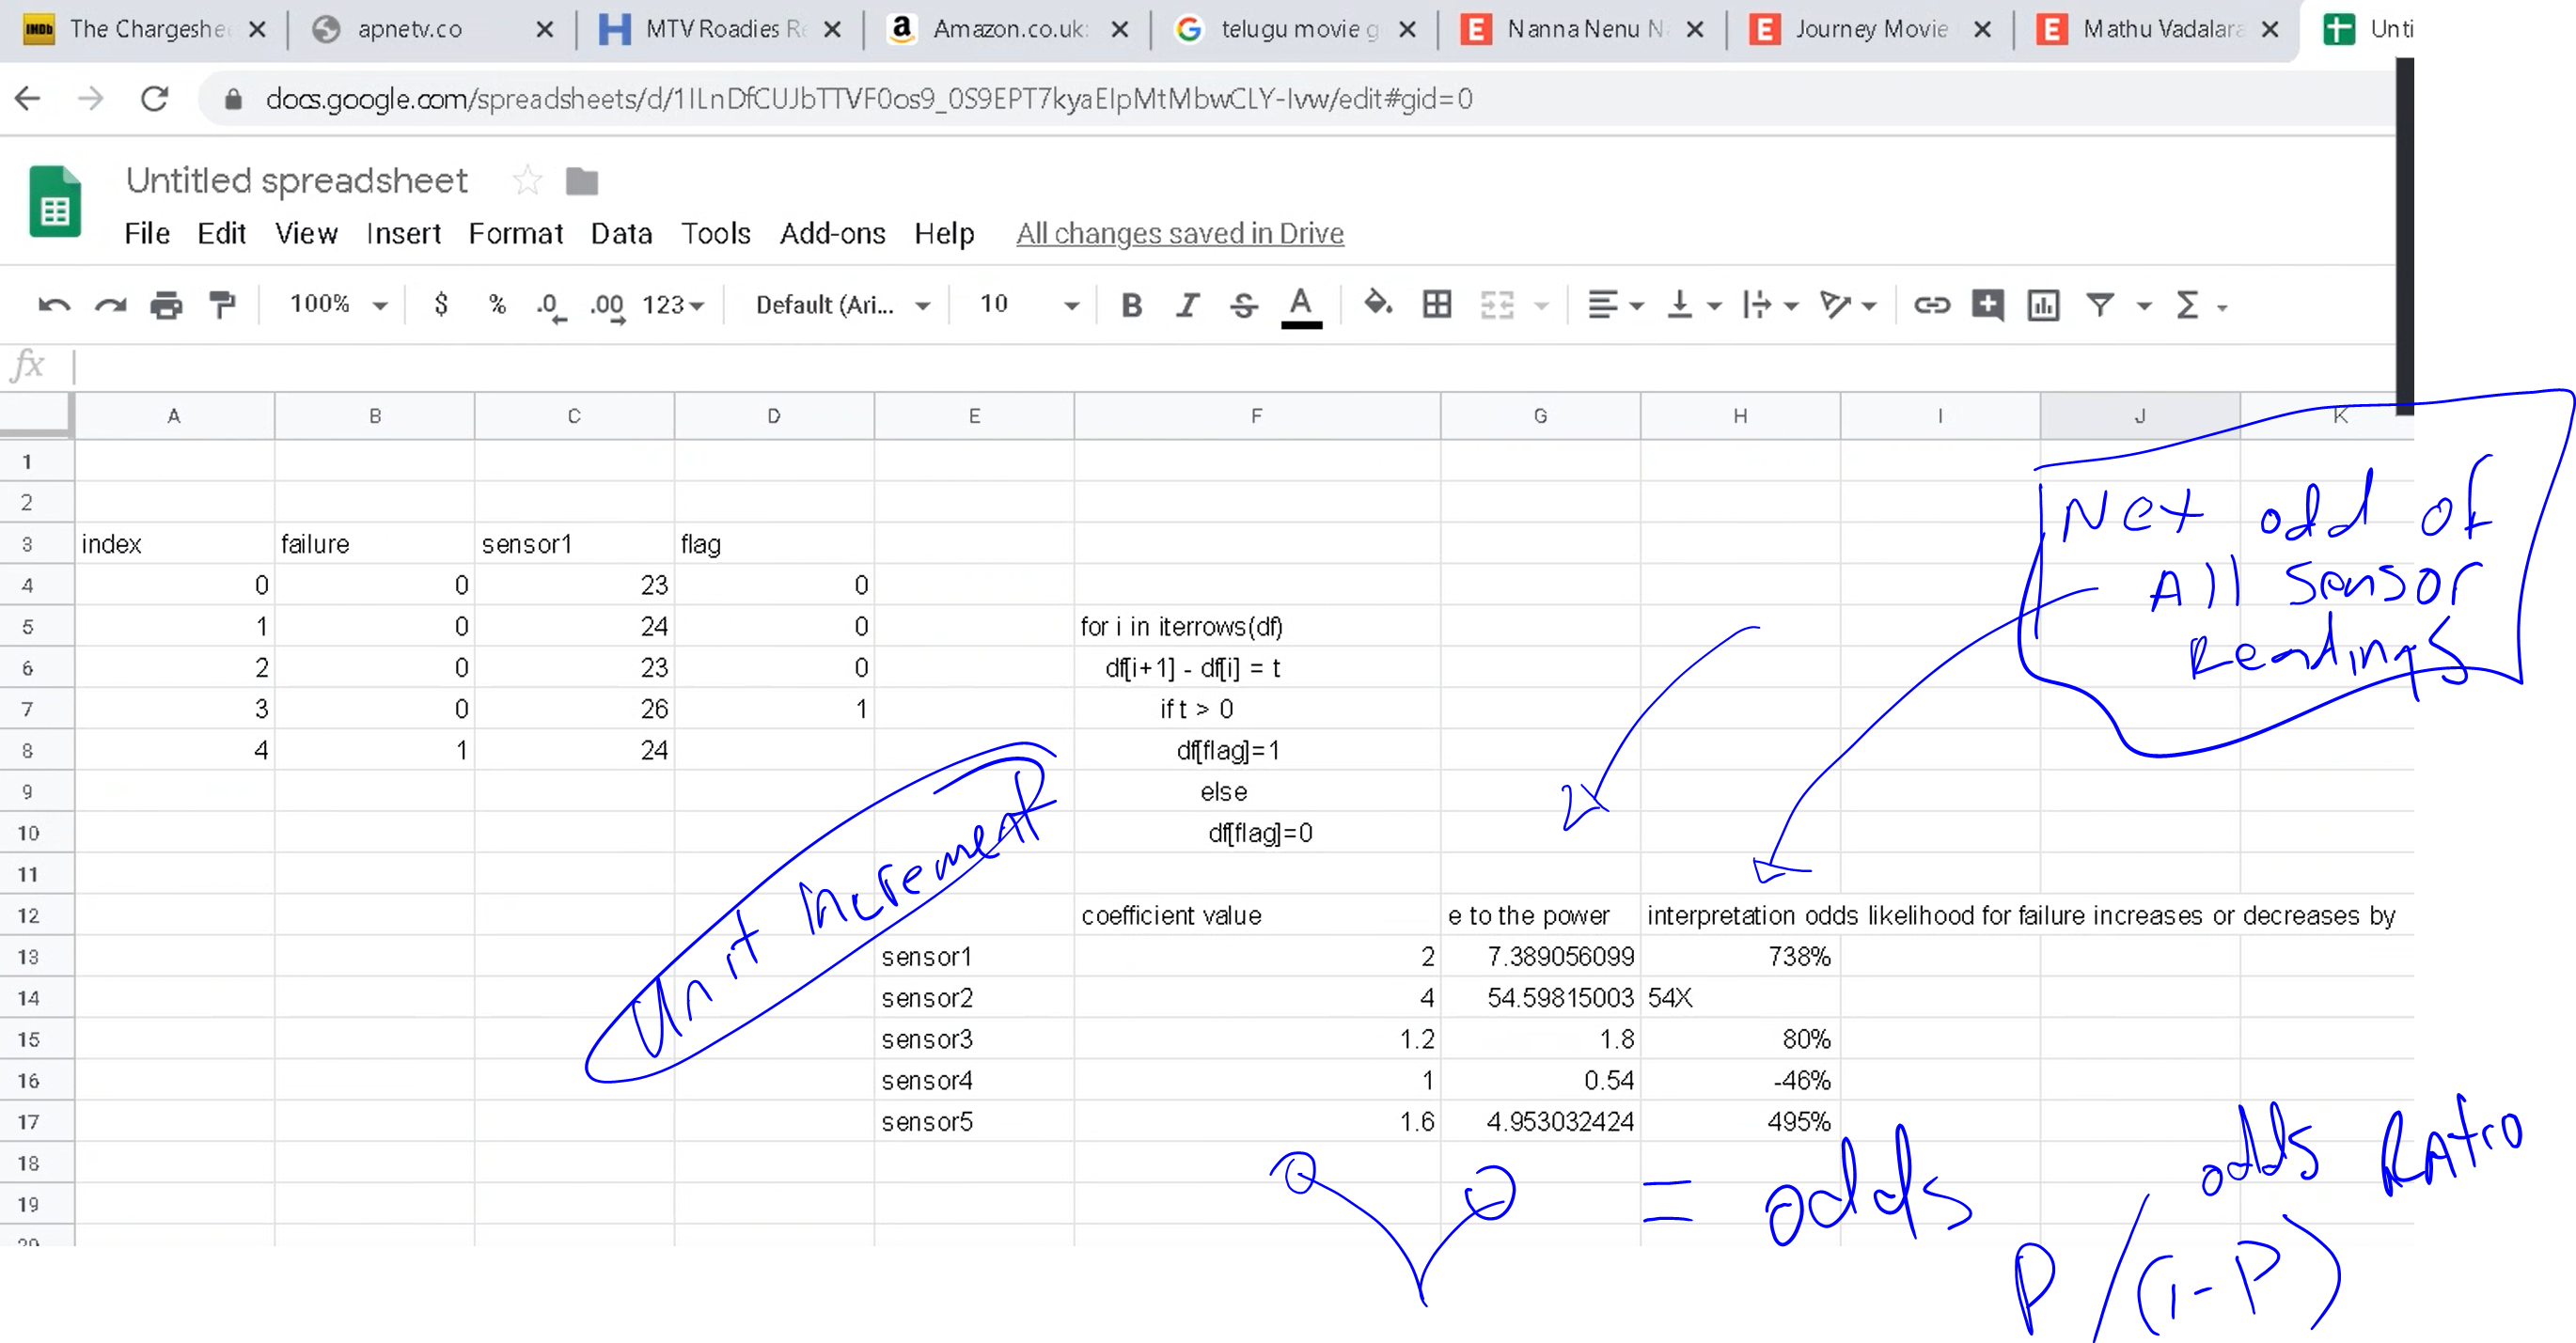 The Chargeshe
apnetv.co
MTV Roadies Re
Amazon.co.uk:
telugu movie g
Nanna Nenu N
Journey Movie
Mathu Vadalara
Unti
docs.google.com/spreadsheets/d/1ILnDfCUJbTTVF0os9_0S9EPT7kyaEIpMtMbwCLY-Ivw/edit#gid=0
Untitled spreadsheet
File Edit View Insert Format Data Tools Add-ons Help All changes saved in Drive
100% $ % .0 .00 123 Default (Ari... 10 B I S A Σ
fx
A B C D E F G H I J K
1
2
3 index failure sensor1 flag
4 0 0 23 0
5 1 0 24 0 for i in iterrows(df)
6 2 0 23 0 df[i+1] - df[i] = t
7 3 0 26 1 if t > 0
8 4 1 24 df[flag]=1
9 else
10 df[flag]=0
11
12 coefficient value e to the power interpretation odds likelihood for failure increases or decreases by
13 sensor1 2 7.389056099 738%
14 sensor2 4 54.59815003 54X
15 sensor3 1.2 1.8 80%
16 sensor4 1 0.54 -46%
17 sensor5 1.6 4.953032424 495%
18
19
20
Net odd of
All sensor
Readings
2x
Unit increment
= odds
odds Ratio
P/(1-P)